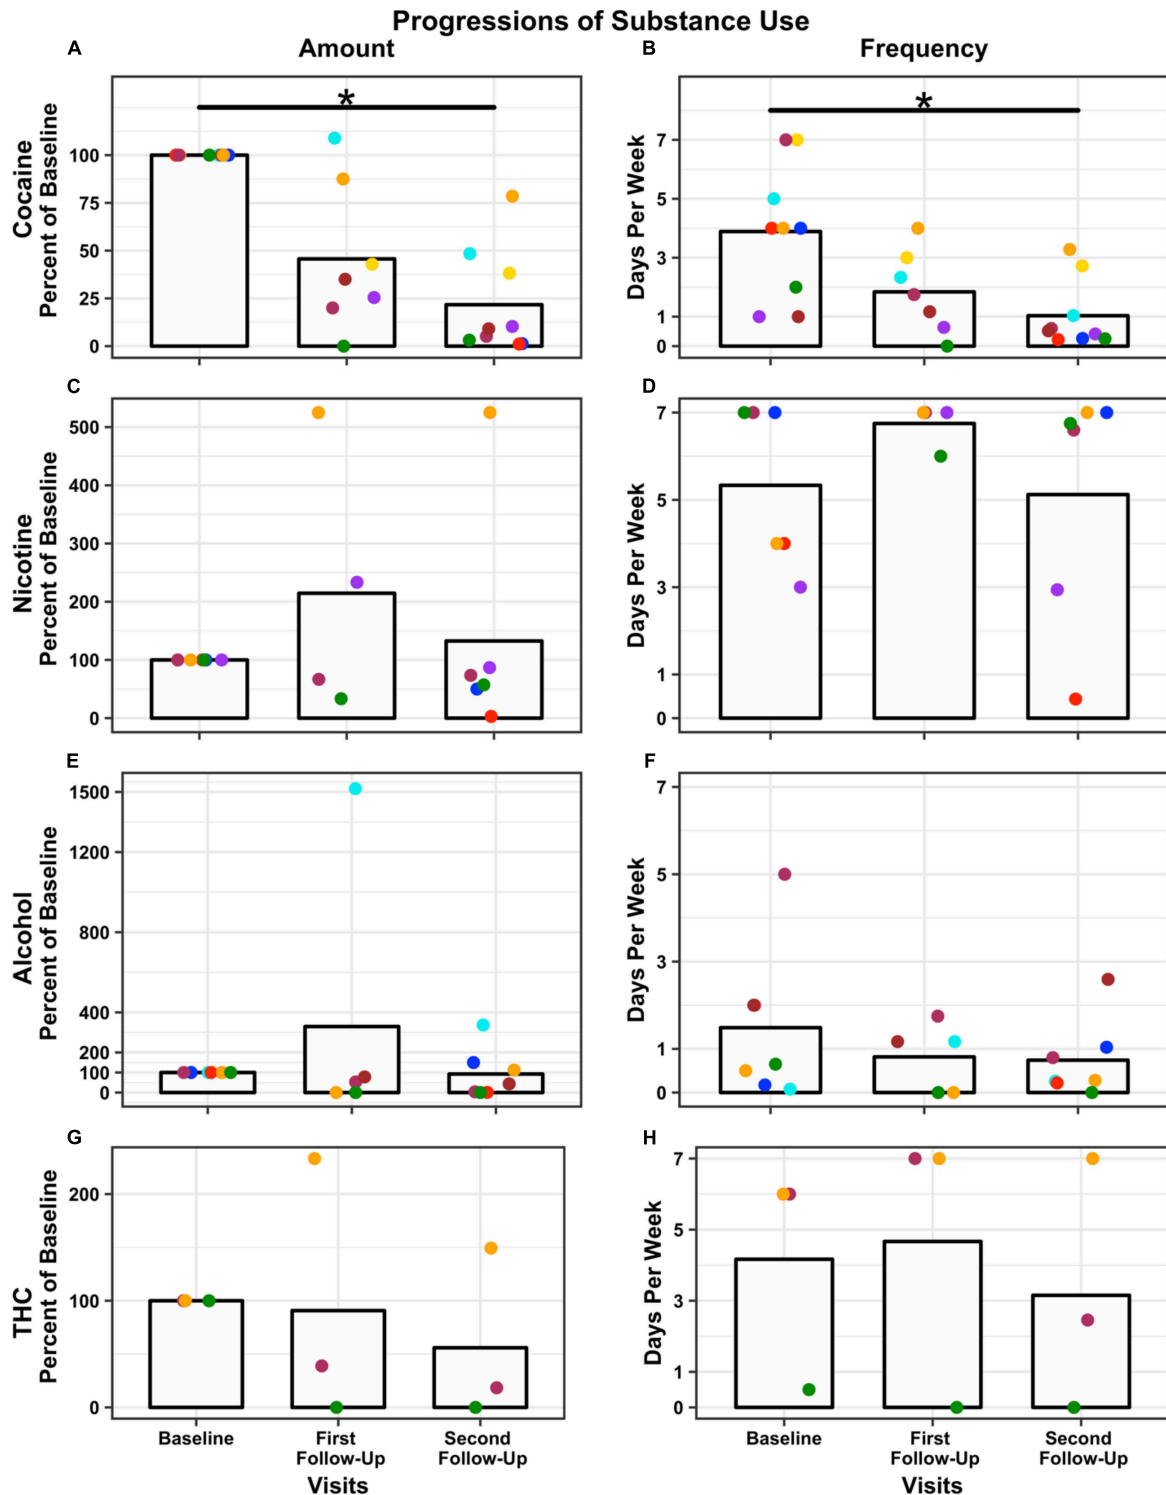 Progressions of Substance Use
Amount
Frequency
A
Cocaine
Percent of Baseline
100
75
50
25
0
*
B
Days Per Week
7
5
3
1
0
*
C
Nicotine
Percent of Baseline
500
400
300
200
100
0
D
Days Per Week
7
5
3
1
0
E
Alcohol
Percent of Baseline
1500
1200
800
400
200
100
0
F
Days Per Week
7
5
3
1
0
G
THC
Percent of Baseline
200
100
0
Baseline
First
Follow-Up
Second
Follow-Up
Visits
H
Days Per Week
7
5
3
1
0
Baseline
First
Follow-Up
Second
Follow-Up
Visits